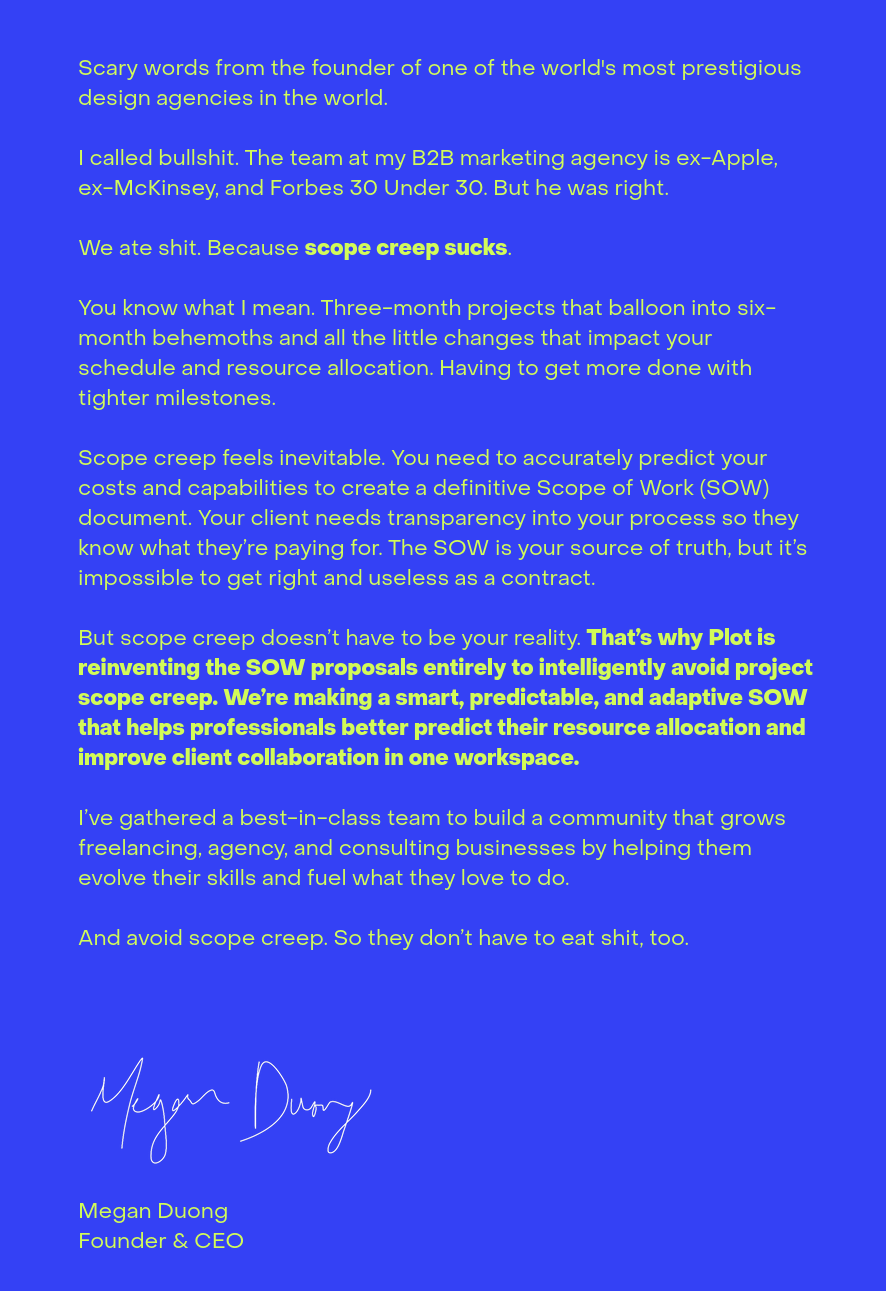 Scary words from the founder of one of the world's most prestigious
design agencies in the world.
I called bullshit. The team at my B2B marketing agency is ex-Apple,
ex-McKinsey, and Forbes 30 Under 30. But he was right.
We ate shit. Because scope creep sucks.
You know what I mean. Three-month projects that balloon into six-
month behemoths and all the little changes that impact your
schedule and resource allocation. Having to get more done with
tighter milestones.
Scope creep feels inevitable. You need to accurately predict your
costs and capabilities to create a definitive Scope of Work (SOW)
document. Your client needs transparency into your process so they
know what they’re paying for. The SOW is your source of truth, but it’s
impossible to get right and useless as a contract.
But scope creep doesn’t have to be your reality. That’s why Plot is
reinventing the SOW proposals entirely to intelligently avoid project
scope creep. We’re making a smart, predictable, and adaptive SOW
that helps professionals better predict their resource allocation and
improve client collaboration in one workspace.
I’ve gathered a best-in-class team to build a community that grows
freelancing, agency, and consulting businesses by helping them
evolve their skills and fuel what they love to do.
And avoid scope creep. So they don’t have to eat shit, too.
Megan Duong
Megan Duong
Founder & CEO